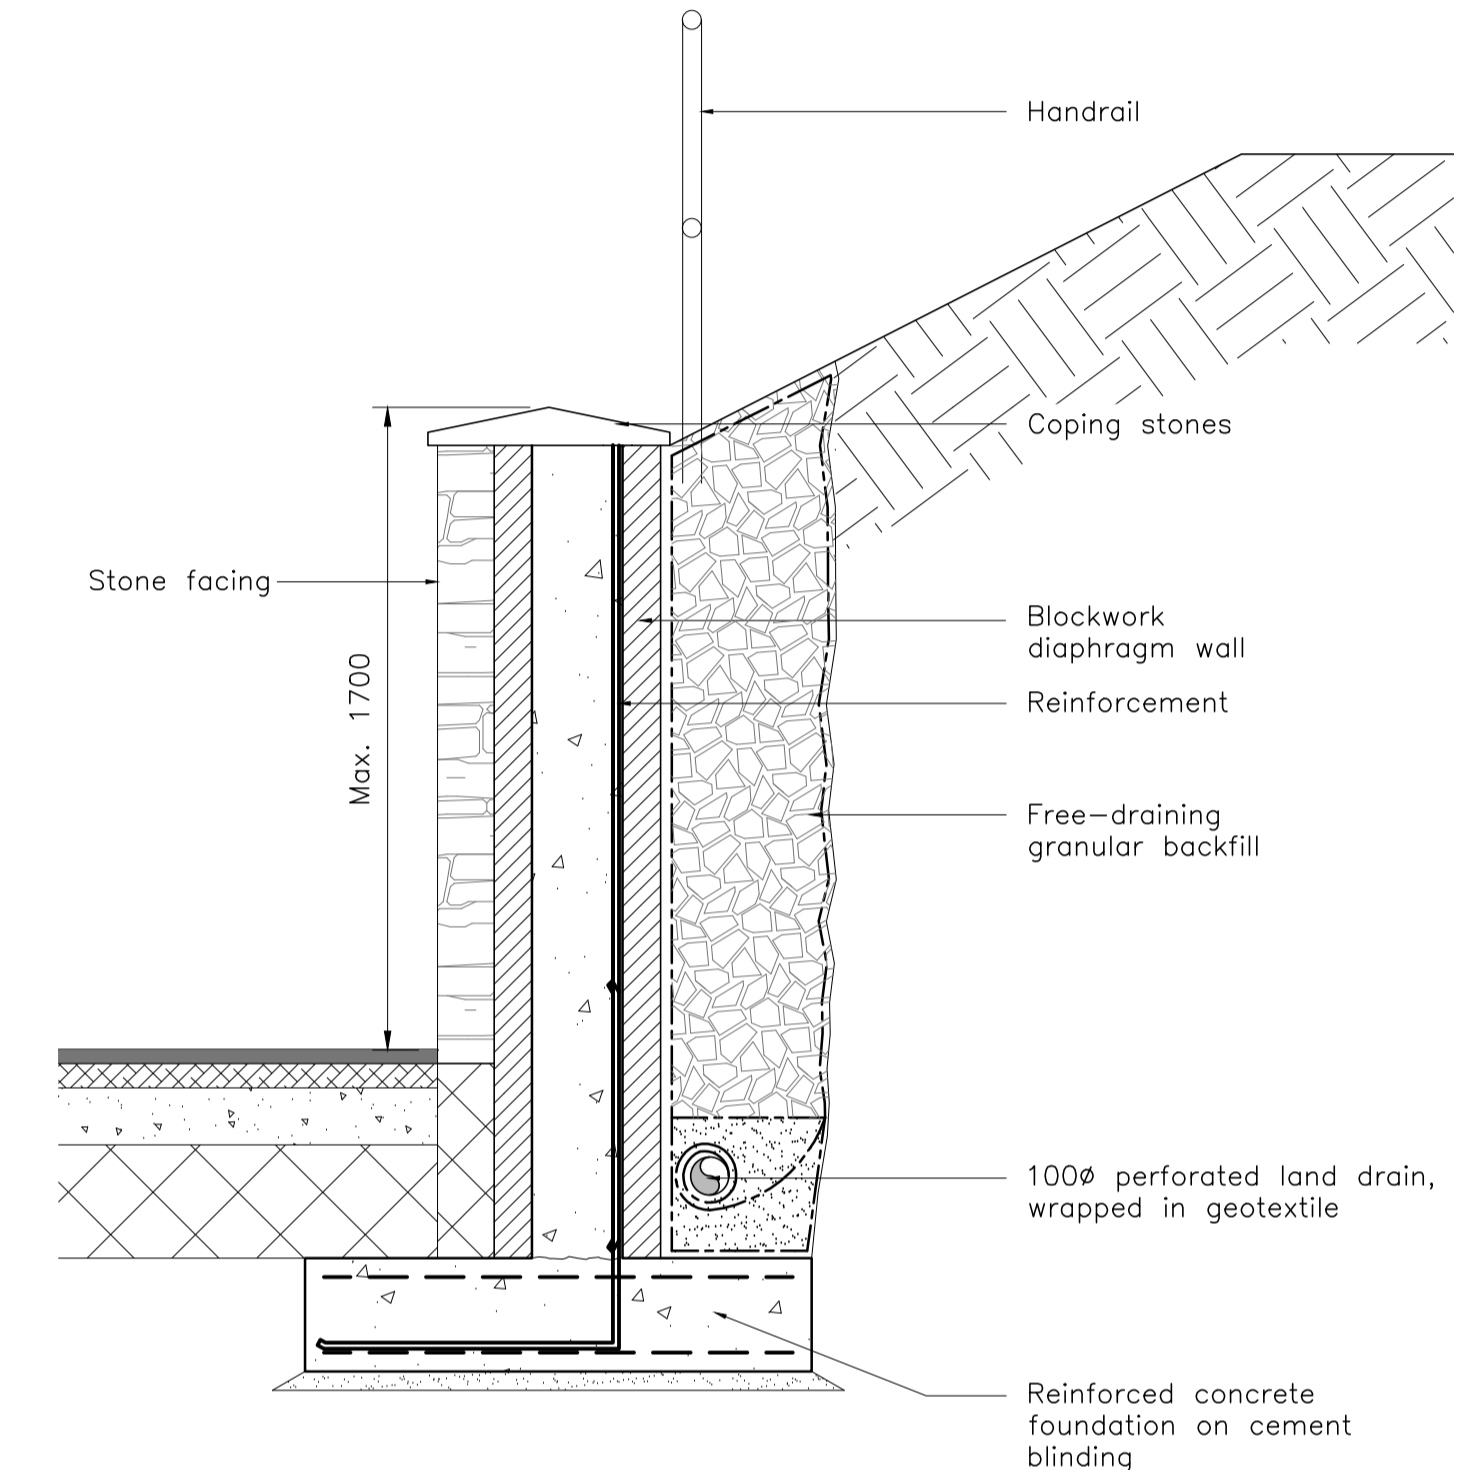 Handrail
Coping stones
Stone facing
Max. 1700
Blockwork
diaphragm wall
Reinforcement
Free-draining
granular backfill
100ø perforated land drain,
wrapped in geotextile
Reinforced concrete
foundation on cement
blinding